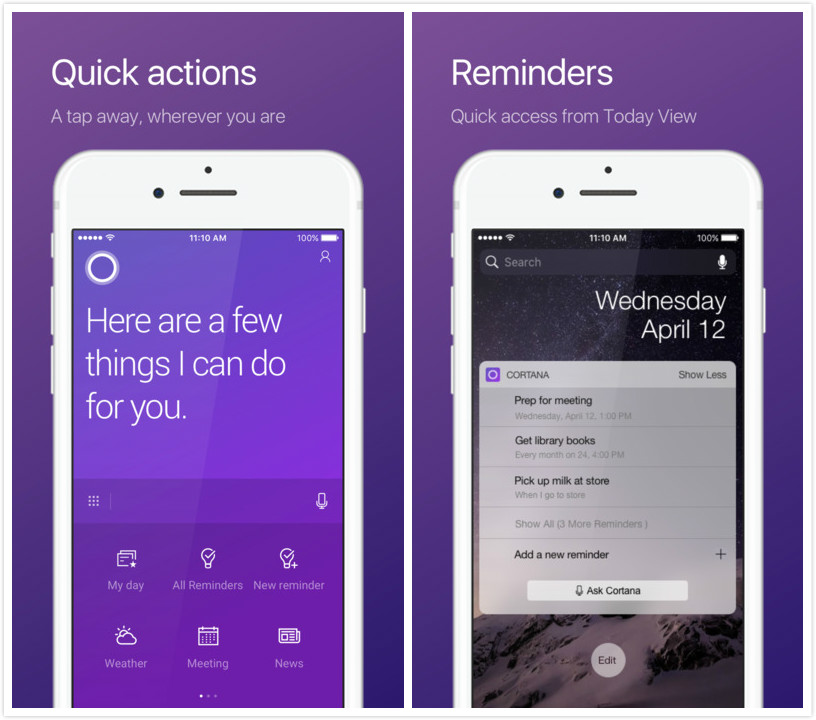 Quick actions
A tap away, wherever you are
11:10 AM
100%
Here are a few
things I can do
for you.
My day
All Reminders
New reminder
Weather
Meeting
News
Reminders
Quick access from Today View
11:10 AM
100%
Search
Wednesday
April 12
CORTANA
Show Less
Prep for meeting
Wednesday, April 12, 1:00 PM
Get library books
Every month on 24, 4:00 PM
Pick up milk at store
When I go to store
Show All (3 More Reminders )
Add a new reminder
Ask Cortana
Edit